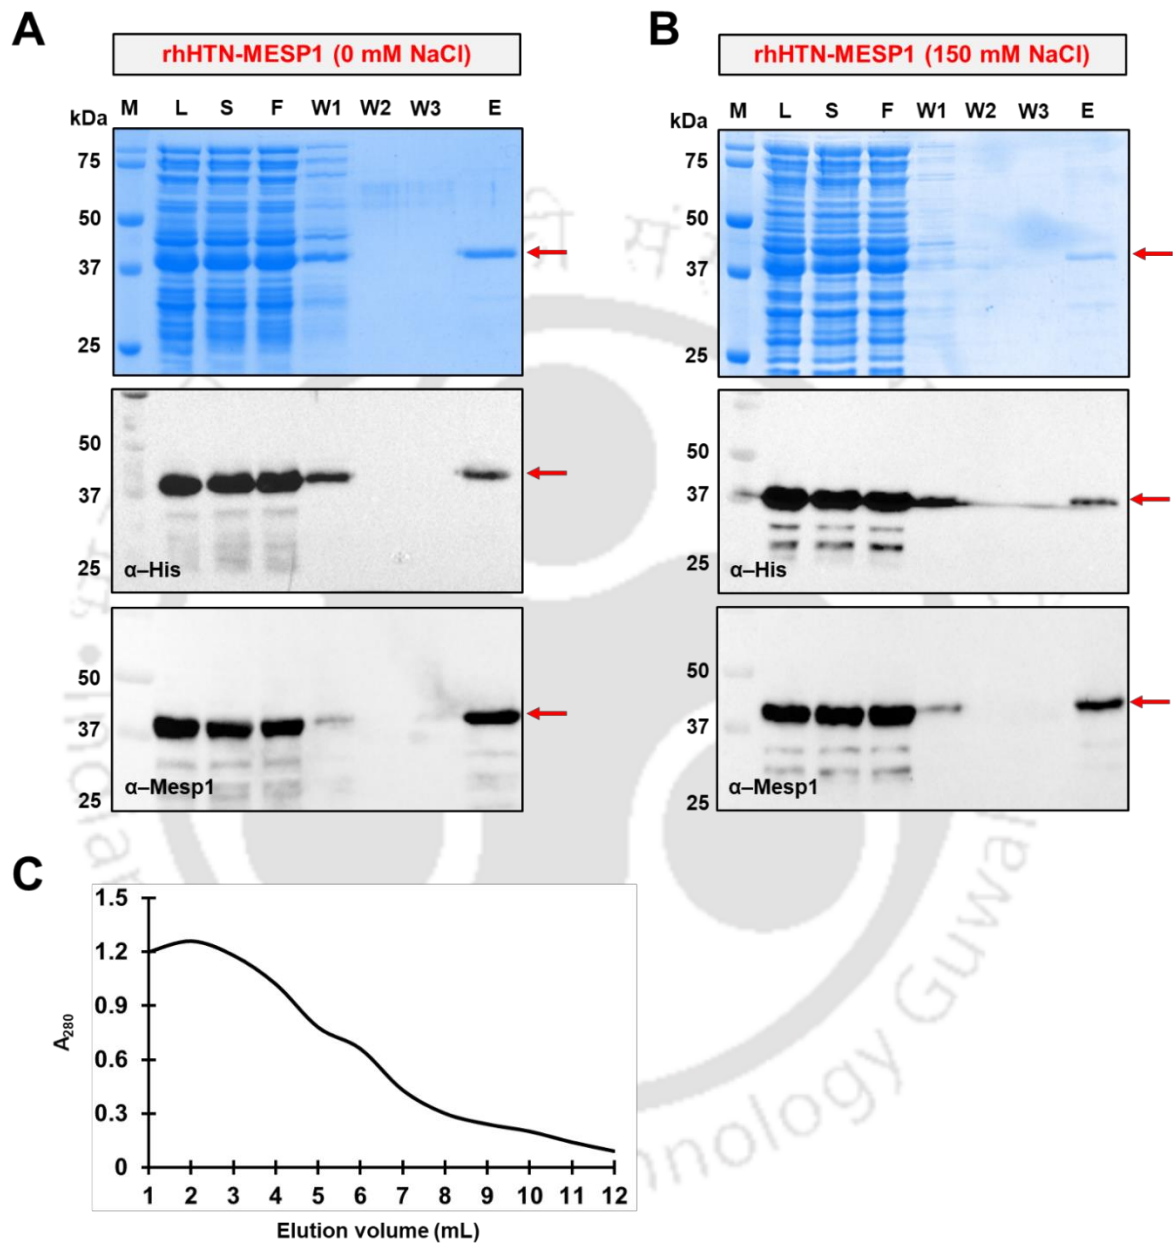 A
rhHTN-MESP1 (0 mM NaCl)
kDa M L S F W1 W2 W3 E
75
50
37
25
50
37
25
α–His
50
37
25
α–Mesp1
B
rhHTN-MESP1 (150 mM NaCl)
kDa M L S F W1 W2 W3 E
75
50
37
25
50
37
25
α–His
50
37
25
α–Mesp1
C
A280
1.5
1.2
0.9
0.6
0.3
0
1 2 3 4 5 6 7 8 9 10 11 12
Elution volume (mL)